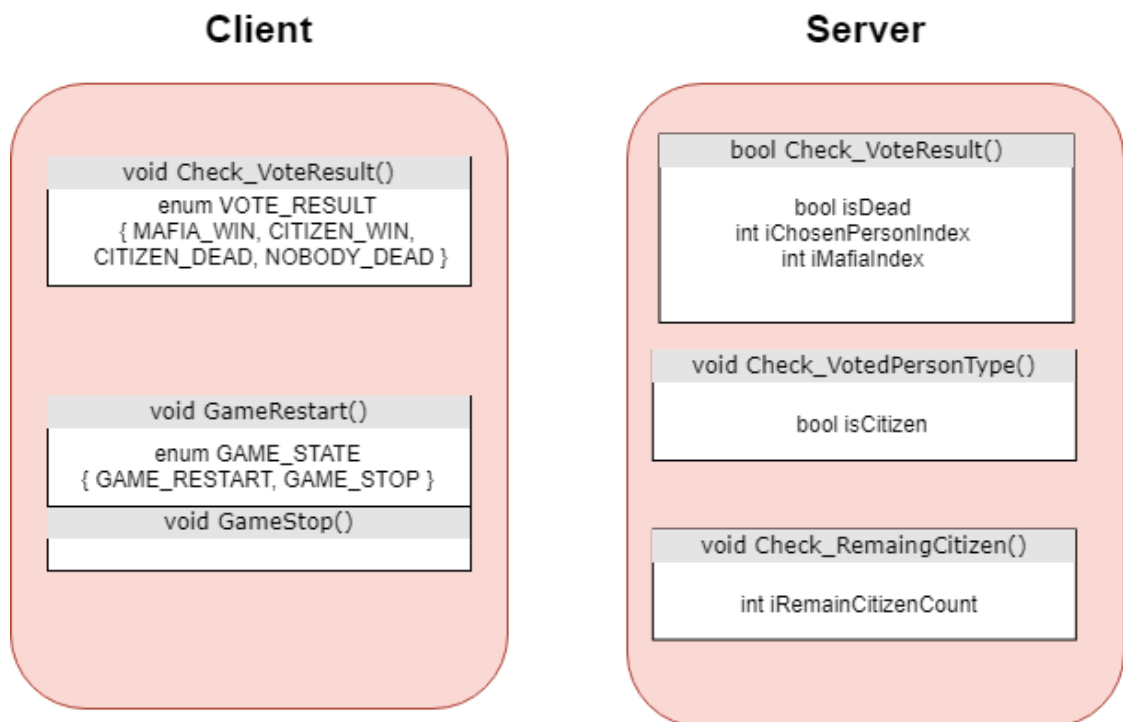 Client
void Check_VoteResult()
enum VOTE_RESULT
{ MAFIA_WIN, CITIZEN_WIN,
CITIZEN_DEAD, NOBODY_DEAD }
void GameRestart()
enum GAME_STATE
{ GAME_RESTART, GAME_STOP }
void GameStop()
Server
bool Check_VoteResult()
bool isDead
int iChosenPersonIndex
int iMafiaIndex
void Check_VotedPersonType()
bool isCitizen
void Check_RemaingCitizen()
int iRemainCitizenCount